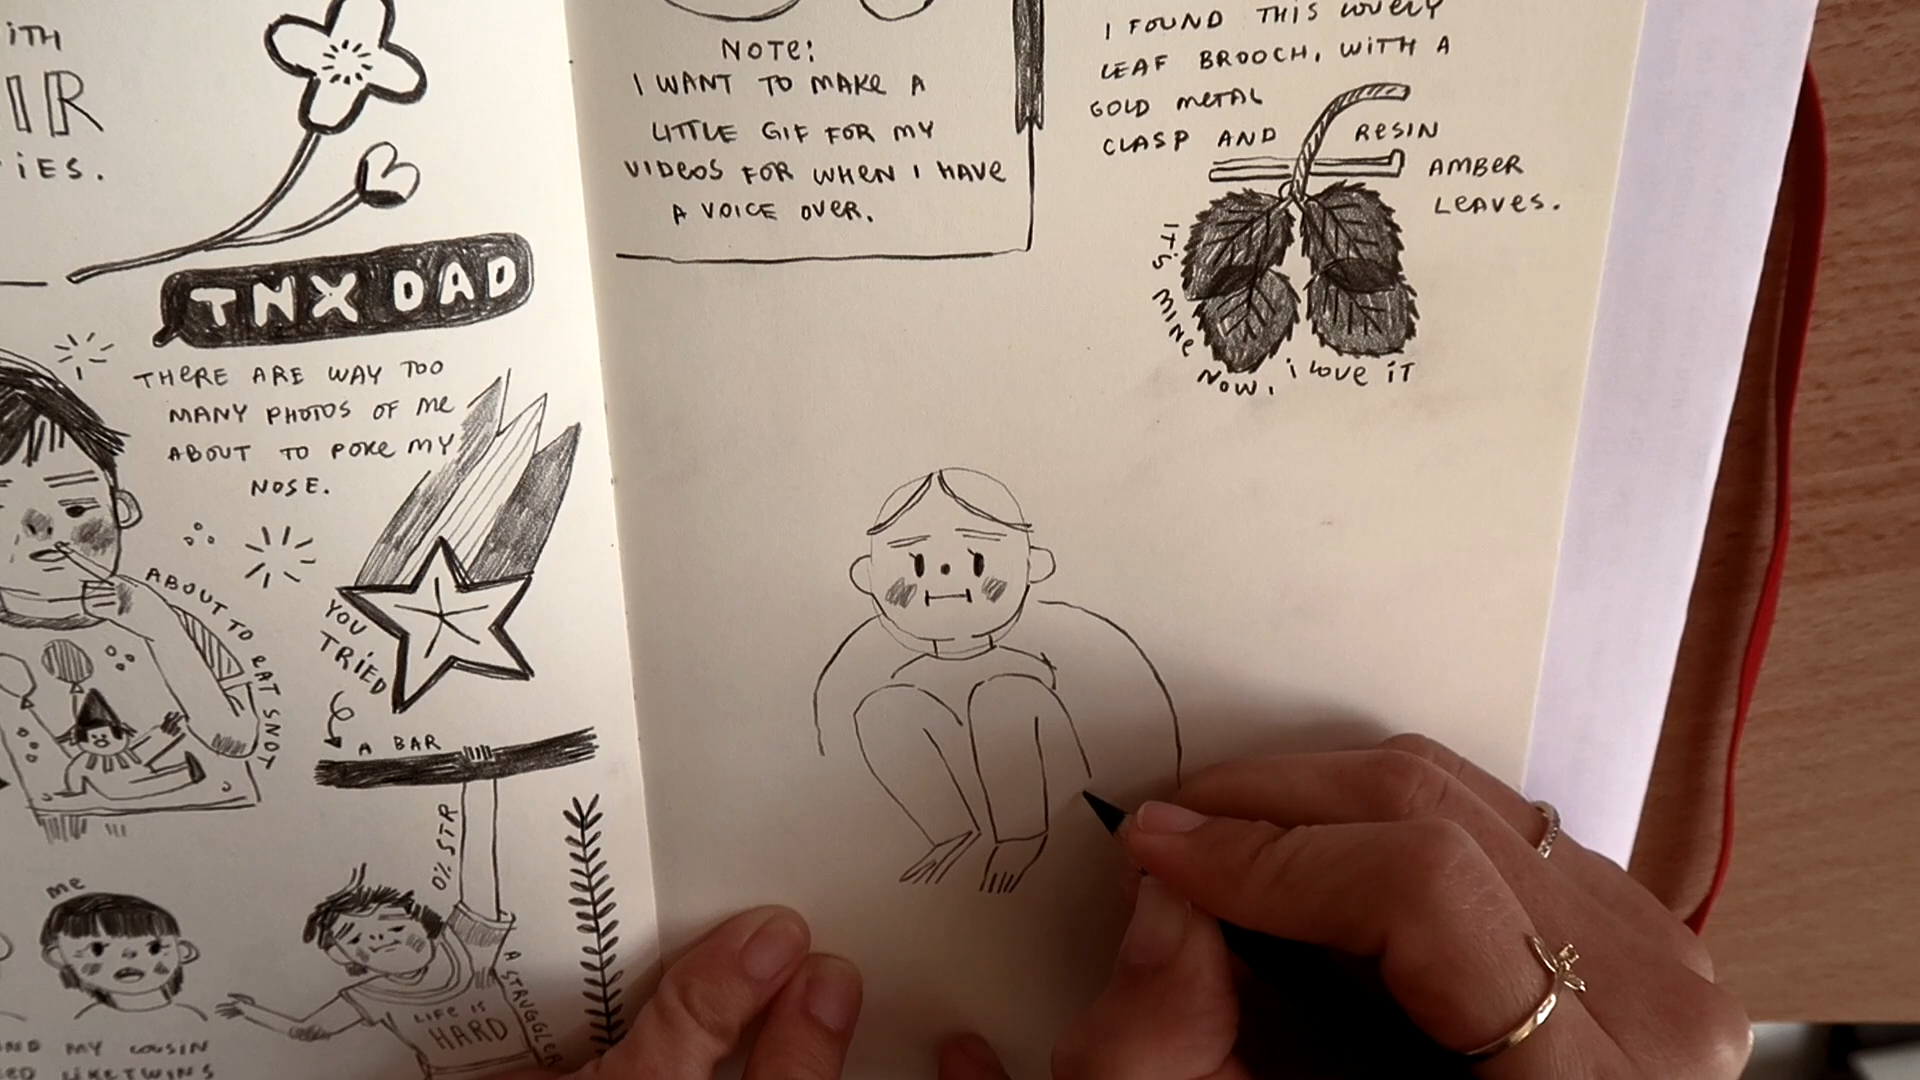 iTH
IR
iES.
TNX DAD
THERE ARE WAY TOO
MANY PHOTOS OF ME
ABOUT TO POKE MY
NOSE.
ABOUT TO EAT SNOT
YOU
TRiED
A BAR
0% STR
A STRUGGLER
LIFE IS
HARD
ME
MY COUSIN
LIKE TWINS
NOTE:
I WANT TO MAKE A
LITTLE GIF FOR MY
VIDEOS FOR WHEN I HAVE
A VOICE OVER.
I FOUND THIS LOVELY
LEAF BROOCH, WITH A
GOLD METAL
CLASP AND RESIN
AMBER
LEAVES.
IT'S MINE NOW, i LOVE iT